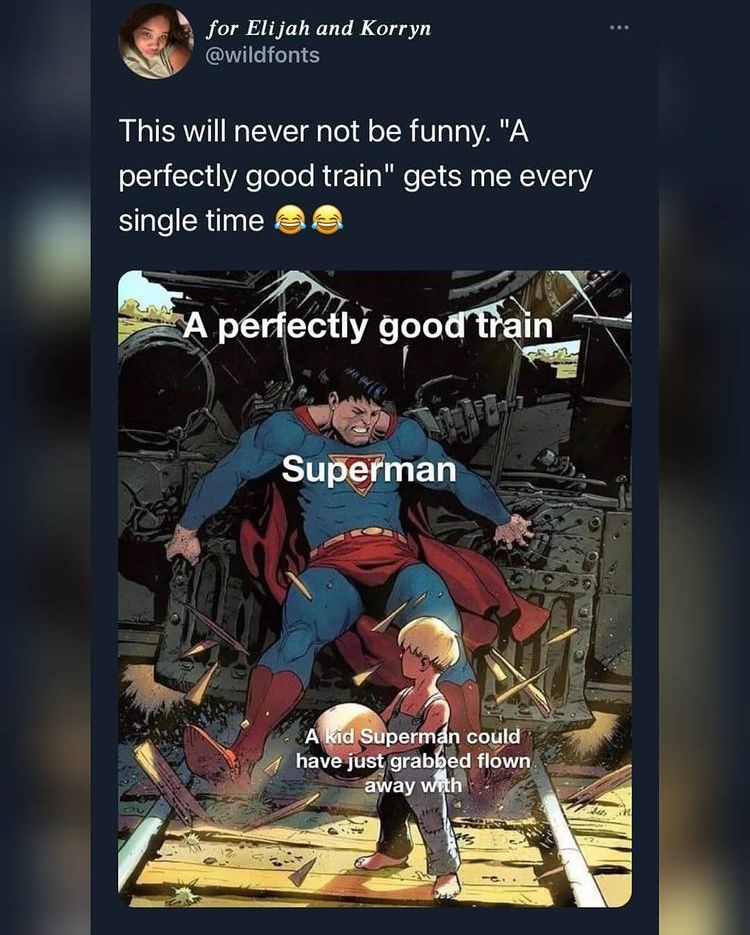 for Elijah and Korryn
@wildfonts
This will never not be funny. "A
perfectly good train" gets me every
single time 😂😂
A perfectly good train
Superman
A kid Superman could
have just grabbed flown
away with